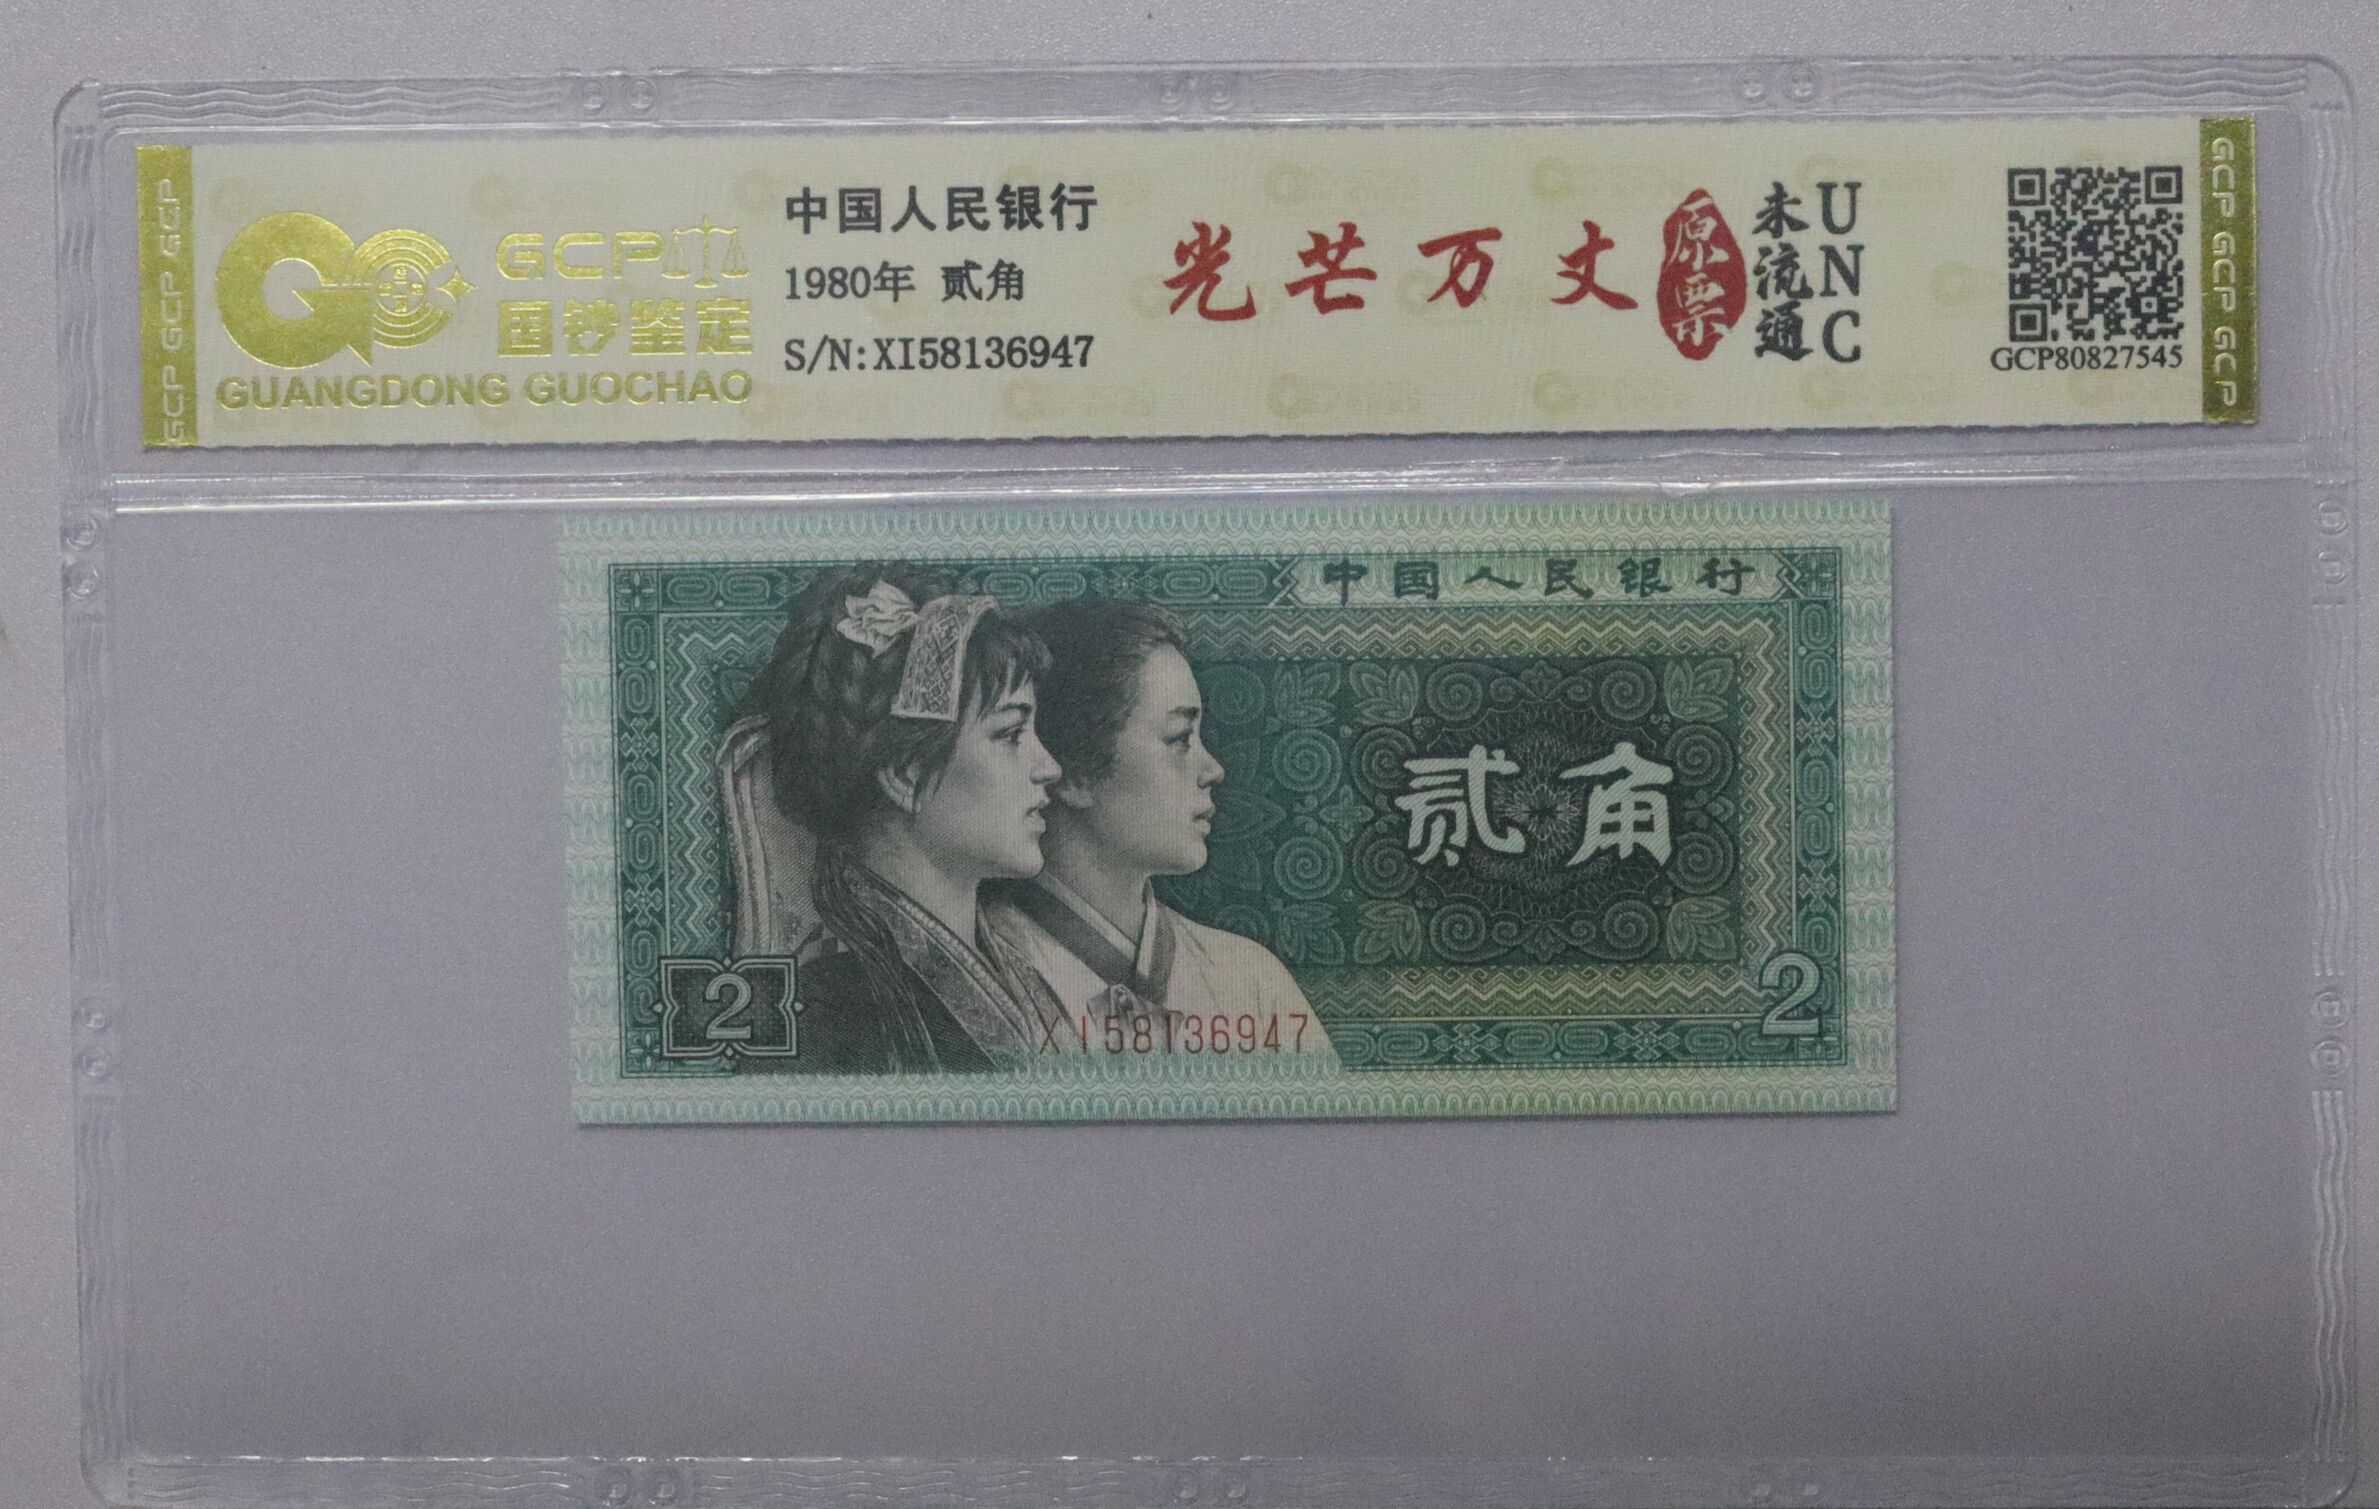 GCP
国钞鉴定
GUANGDONG GUOCHAO
中国人民银行
1980年 贰角
S/N:XI58136947
光芒万丈
原票
未流通
UNC
GCP80827545
GCP GCP GCP
GCP GCP GCP
中国人民银行
贰角
2
2
XI58136947